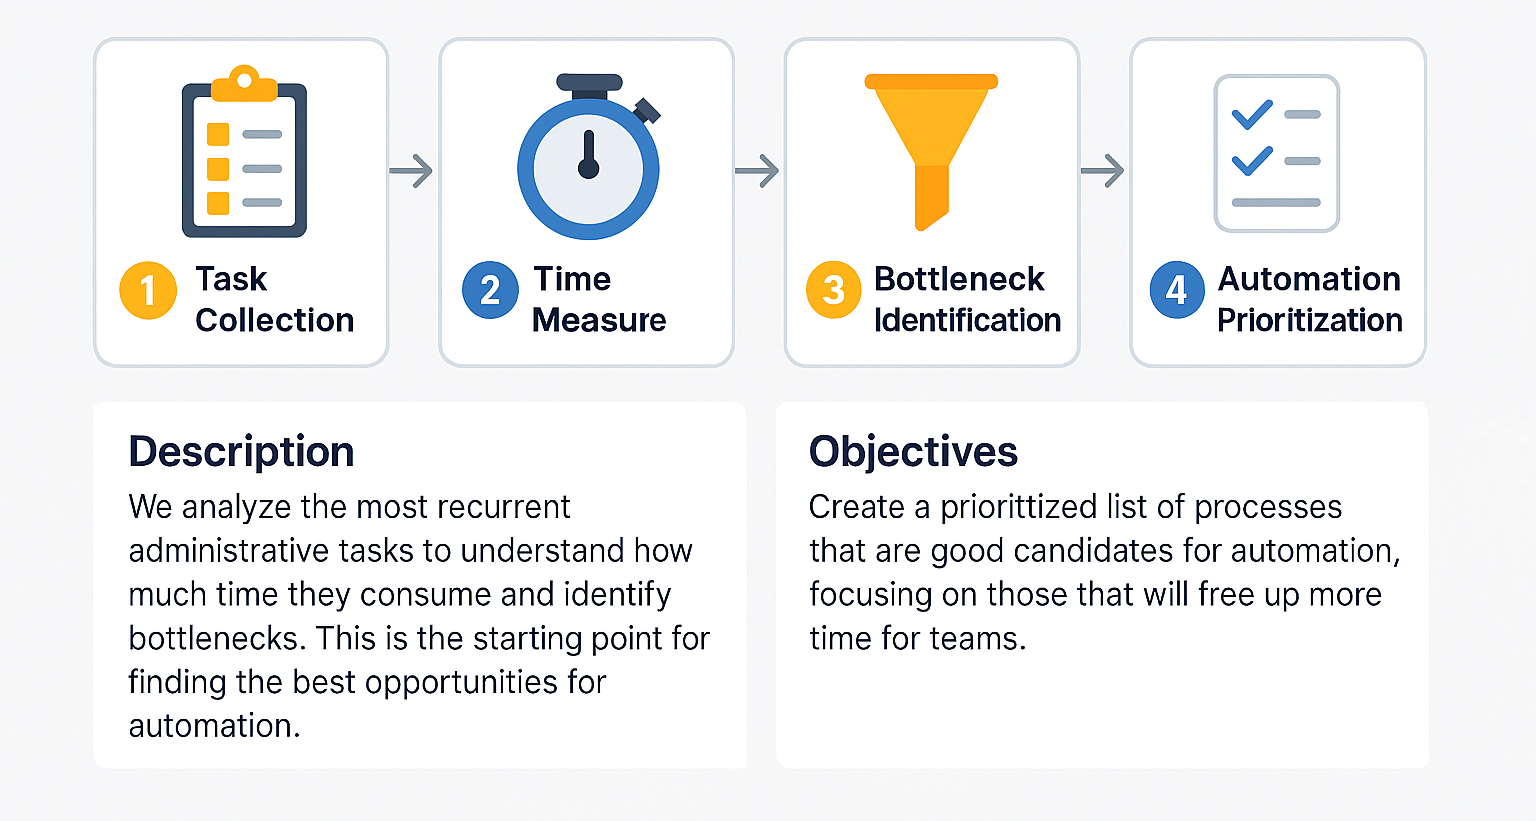 1 Task
Collection
2 Time
Measure
3 Bottleneck
Identification
4 Automation
Prioritization
Description
We analyze the most recurrent
administrative tasks to understand how
much time they consume and identify
bottlenecks. This is the starting point for
finding the best opportunities for
automation.
Objectives
Create a priorittized list of processes
that are good candidates for automation,
focusing on those that will free up more
time for teams.